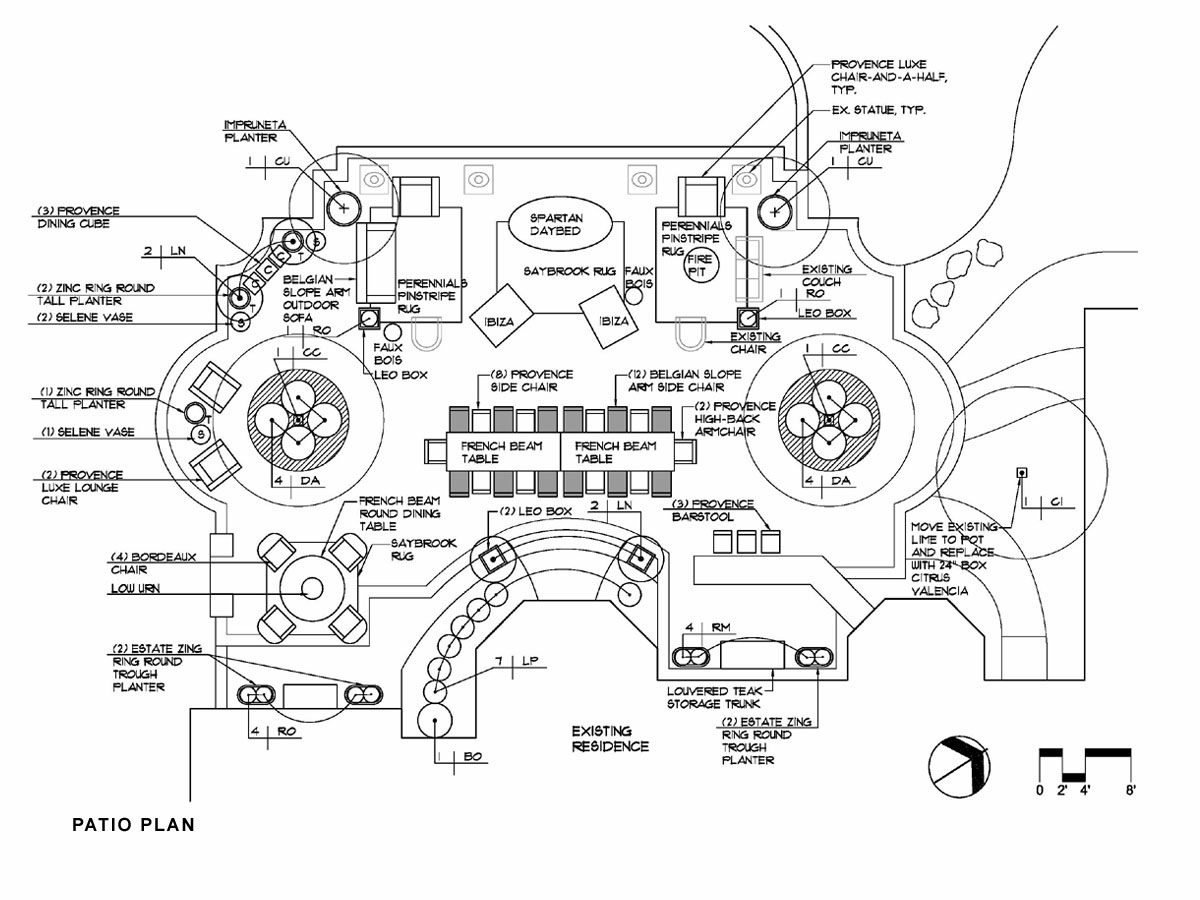 PROVENCE LUXE
CHAIR-AND-A-HALF,
TYP.
EX. STATUE, TYP.
IMPRUNETA
PLANTER
1 CU
IMPRUNETA
PLANTER
1 CU
(3) PROVENCE
DINING CUBE
2 LN
(2) ZINC RING ROUND
TALL PLANTER
(2) SELENE VASE
S
T
C
C
C
T
S
BELGIAN
SLOPE ARM
OUTDOOR
SOFA
1 RO
PERENNIALS
PINSTRIPE
RUG
FAUX
BOIS
LEO BOX
SPARTAN
DAYBED
SAYBROOK RUG
FAUX
BOIS
IBIZA
IBIZA
PERENNIALS
PINSTRIPE
RUG
FIRE
PIT
EXISTING
COUCH
1 RO
LEO BOX
EXISTING
CHAIR
1 CC
1 CC
(1) ZINC RING ROUND
TALL PLANTER
(1) SELENE VASE
T
S
(2) PROVENCE
LUXE LOUNGE
CHAIR
4 DA
4 DA
(8) PROVENCE
SIDE CHAIR
(12) BELGIAN SLOPE
ARM SIDE CHAIR
(2) PROVENCE
HIGH-BACK
ARMCHAIR
FRENCH BEAM
TABLE
FRENCH BEAM
TABLE
FRENCH BEAM
ROUND DINING
TABLE
(2) LEO BOX
2 LN
(3) PROVENCE
BARSTOOL
SAYBROOK
RUG
1 CI
MOVE EXISTING
LIME TO POT
AND REPLACE
WITH 24" BOX
CITRUS
VALENCIA
(4) BORDEAUX
CHAIR
LOW URN
(2) ESTATE ZING
RING ROUND
TROUGH
PLANTER
4 RO
7 LP
1 BO
4 RM
LOUVERED TEAK
STORAGE TRUNK
(2) ESTATE ZING
RING ROUND
TROUGH
PLANTER
EXISTING
RESIDENCE
0 2' 4' 8'
PATIO PLAN